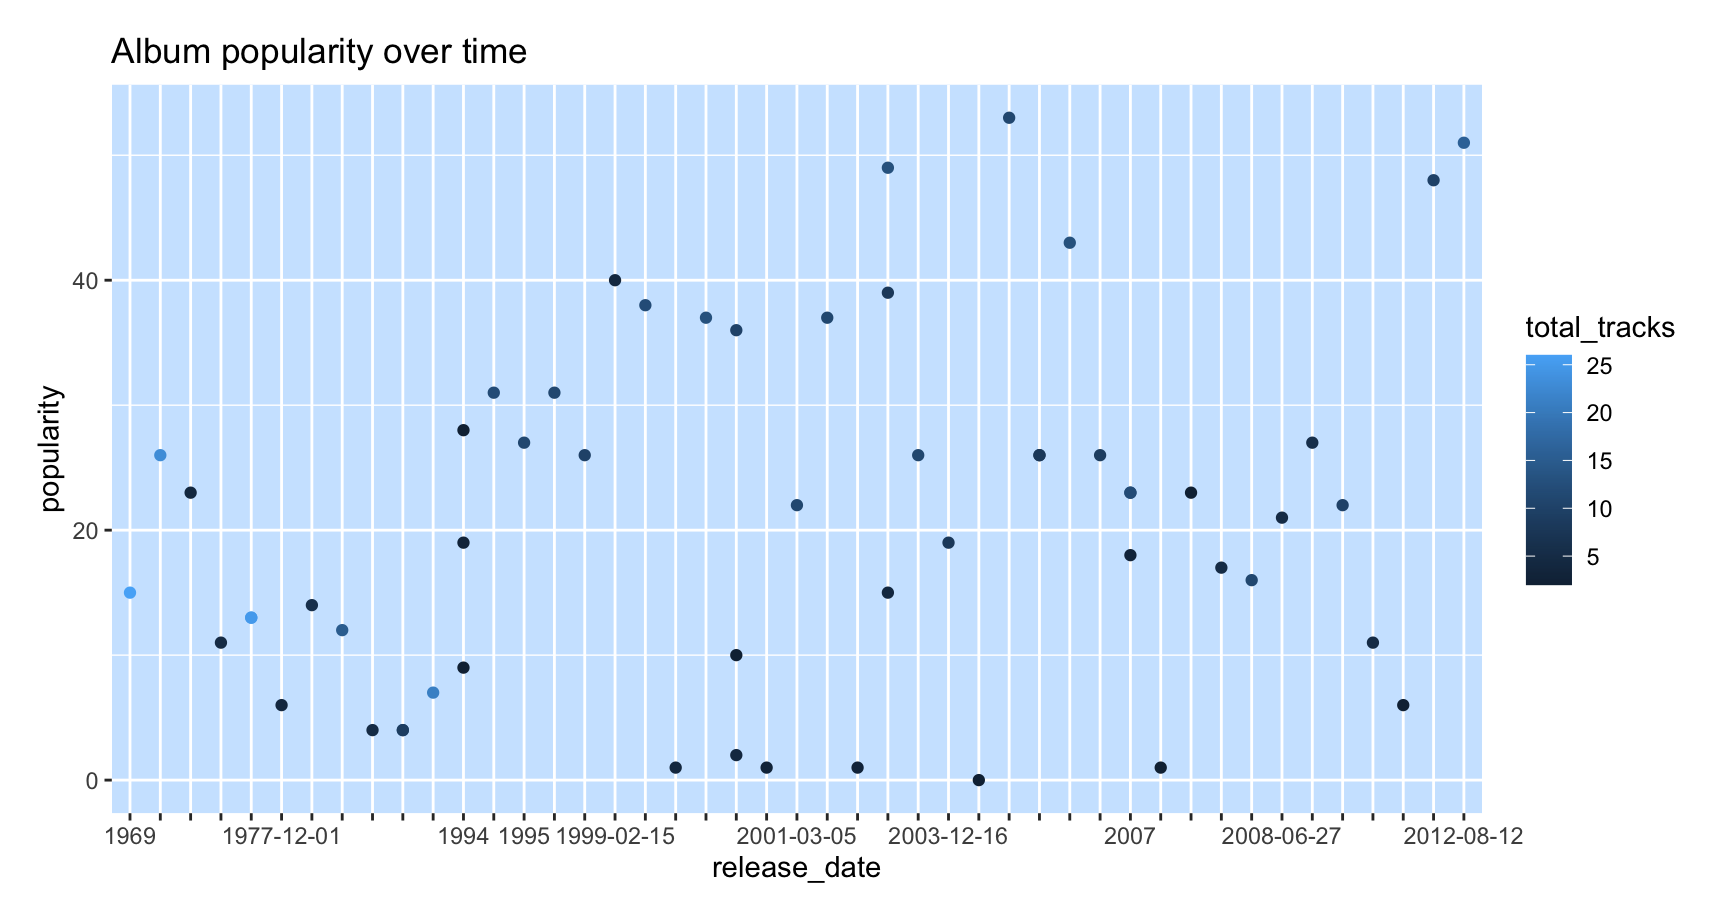 Album popularity over time
popularity
40
20
0
1969 1977-12-01 1994 1995 1999-02-15 2001-03-05 2003-12-16 2007 2008-06-27 2012-08-12
release_date
total_tracks
25
20
15
10
5